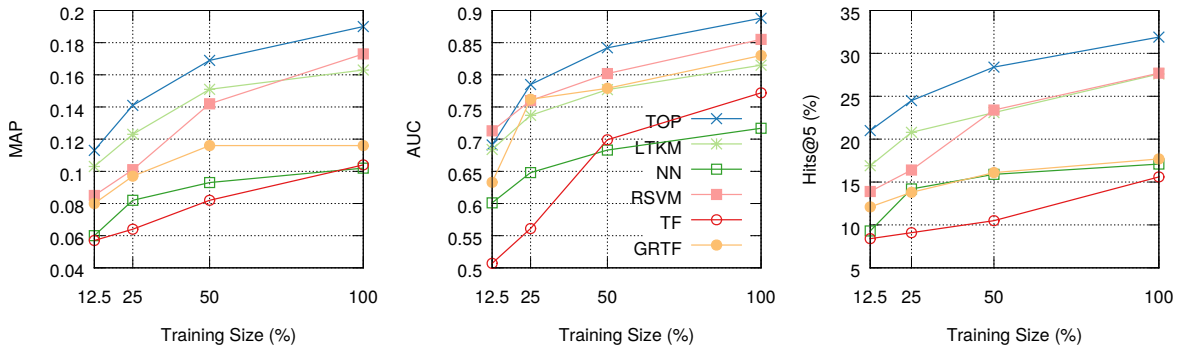 0.2
0.18
0.16
0.14
0.12
0.1
0.08
0.06
0.04
MAP
12.5 25 50 100
Training Size (%)
0.9
0.85
0.8
0.75
0.7
0.65
0.6
0.55
0.5
AUC
TOP
LTKM
NN
RSVM
TF
GRTF
12.5 25 50 100
Training Size (%)
35
30
25
20
15
10
5
Hits@5 (%)
12.5 25 50 100
Training Size (%)